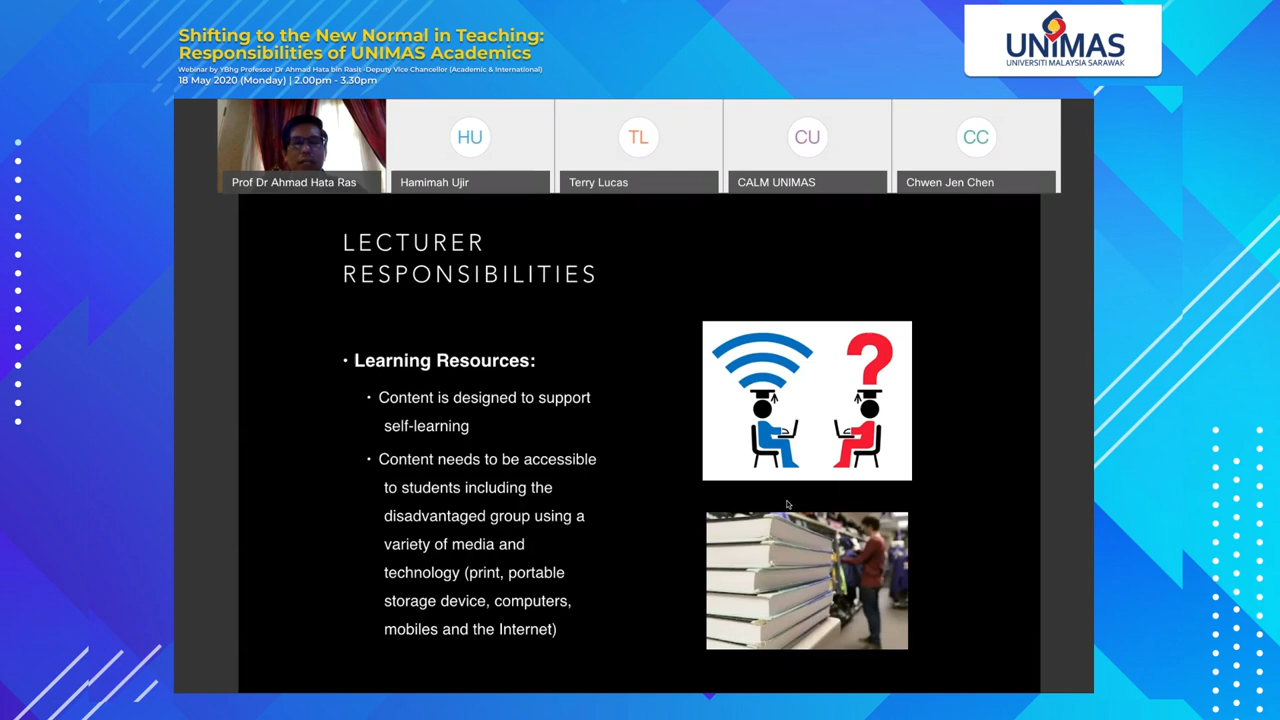 Shifting to the New Normal in Teaching:
Responsibilities of UNIMAS Academics
Webinar by YBhg Professor Dr Ahmad Hata bin Rasit -Deputy Vice Chancellor (Academic & International)
18 May 2020 (Monday) | 2.00pm - 3.30pm
UNIMAS
UNIVERSITI MALAYSIA SARAWAK
HU
TL
CU
CC
Prof Dr Ahmad Hata Ras
Hamimah Ujir
Terry Lucas
CALM UNIMAS
Chwen Jen Chen
LECTURER
RESPONSIBILITIES
• Learning Resources:
• Content is designed to support
self-learning
• Content needs to be accessible
to students including the
disadvantaged group using a
variety of media and
technology (print, portable
storage device, computers,
mobiles and the Internet)
?